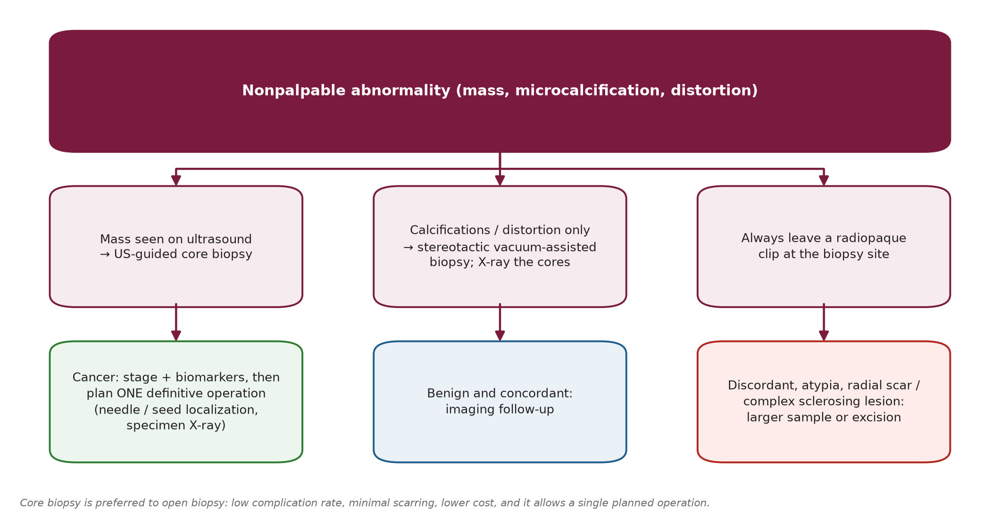 Nonpalpable abnormality (mass, microcalcification, distortion)
Mass seen on ultrasound
→ US-guided core biopsy
Calcifications / distortion only
→ stereotactic vacuum-assisted
biopsy; X-ray the cores
Always leave a radiopaque
clip at the biopsy site
Cancer: stage + biomarkers, then
plan ONE definitive operation
(needle / seed localization,
specimen X-ray)
Benign and concordant:
imaging follow-up
Discordant, atypia, radial scar /
complex sclerosing lesion:
larger sample or excision
Core biopsy is preferred to open biopsy: low complication rate, minimal scarring, lower cost, and it allows a single planned operation.